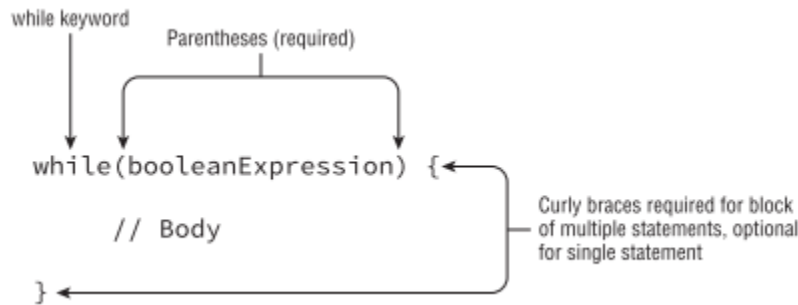 while keyword
Parentheses (required)
while(booleanExpression) {
Curly braces required for block
of multiple statements, optional
for single statement
// Body
}